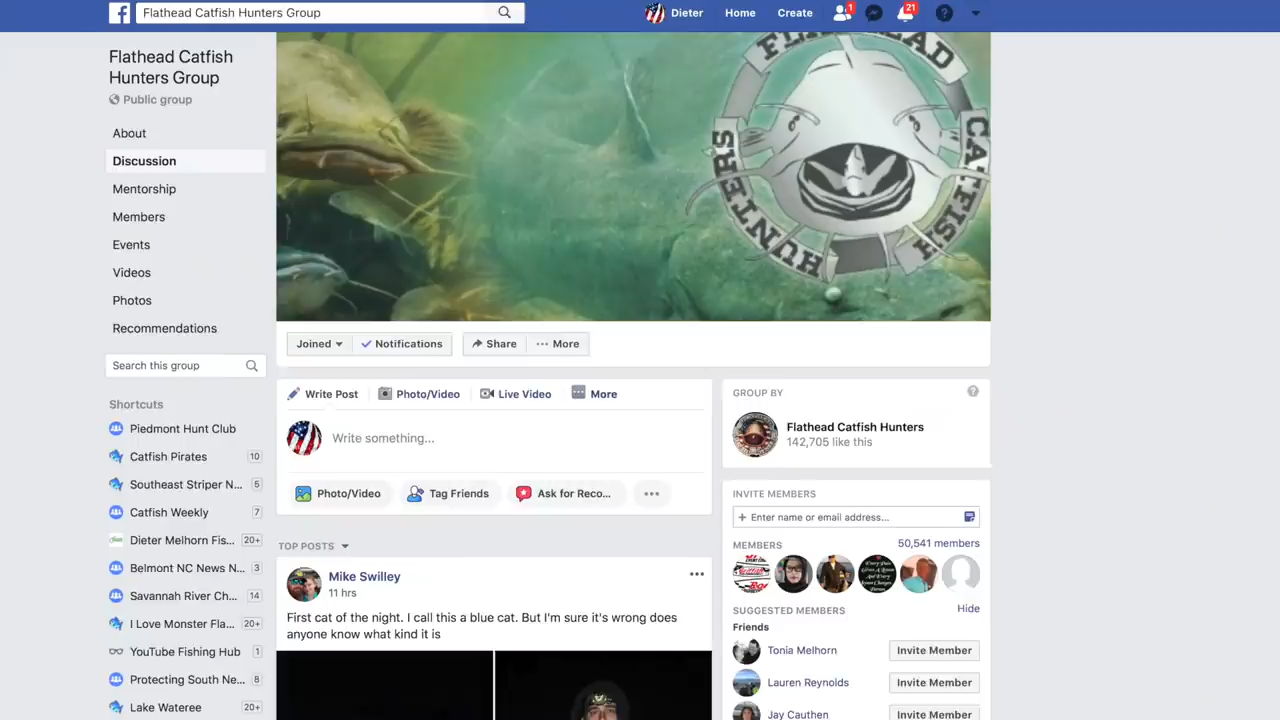 Flathead Catfish Hunters Group
Dieter
Home
Create
1
21
Flathead Catfish
Hunters Group
Public group
About
Discussion
Mentorship
Members
Events
Videos
Photos
Recommendations
Search this group
Shortcuts
Piedmont Hunt Club
Catfish Pirates 10
Southeast Striper N... 5
Catfish Weekly 7
Dieter Melhorn Fis... 20+
Belmont NC News N... 3
Savannah River Ch... 14
I Love Monster Fla... 20+
YouTube Fishing Hub 1
Protecting South Ne... 8
Lake Wateree 20+
FLATHEAD
CATFISH
HUNTERS
Joined
Notifications
Share
More
Write Post
Photo/Video
Live Video
More
Write something...
Photo/Video
Tag Friends
Ask for Reco...
TOP POSTS
Mike Swilley
11 hrs
First cat of the night. I call this a blue cat. But I'm sure it's wrong does
anyone know what kind it is
GROUP BY
Flathead Catfish Hunters
142,705 like this
INVITE MEMBERS
+ Enter name or email address...
MEMBERS
50,541 members
SUGGESTED MEMBERS
Hide
Friends
Tonia Melhorn
Invite Member
Lauren Reynolds
Invite Member
Jay Cauthen
Invite Member